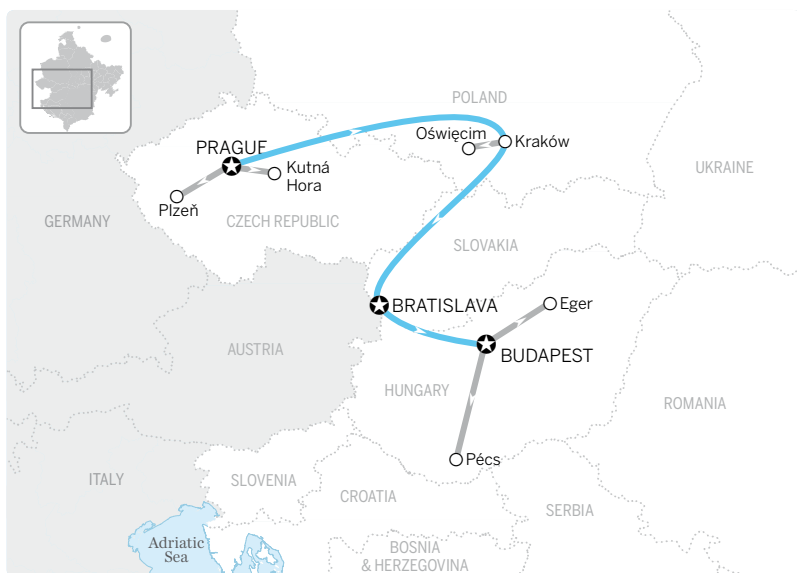 POLAND
Oświęcim
Kraków
PRAGUE
Kutná
Hora
UKRAINE
Plzeň
GERMANY
CZECH REPUBLIC
SLOVAKIA
BRATISLAVA
Eger
AUSTRIA
BUDAPEST
HUNGARY
ROMANIA
Pécs
ITALY
SLOVENIA
CROATIA
SERBIA
Adriatic
Sea
BOSNIA
& HERZEGOVINA